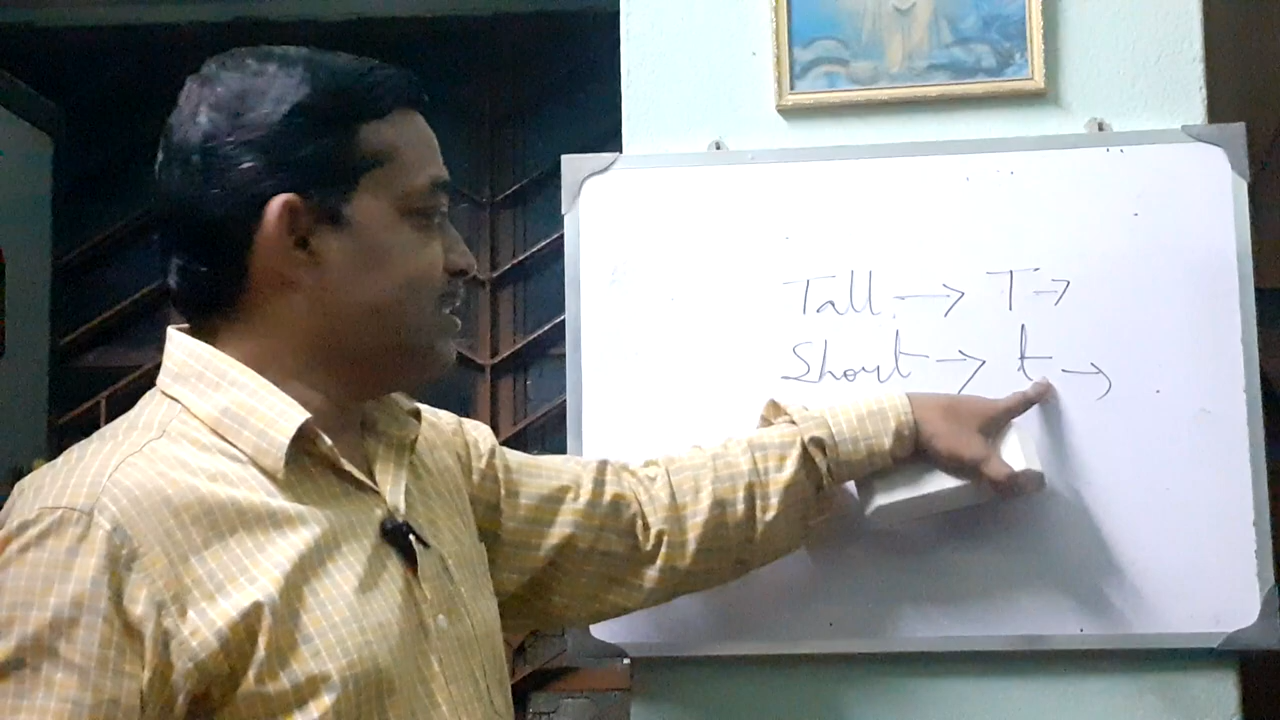 Tall → T →
Short → t →